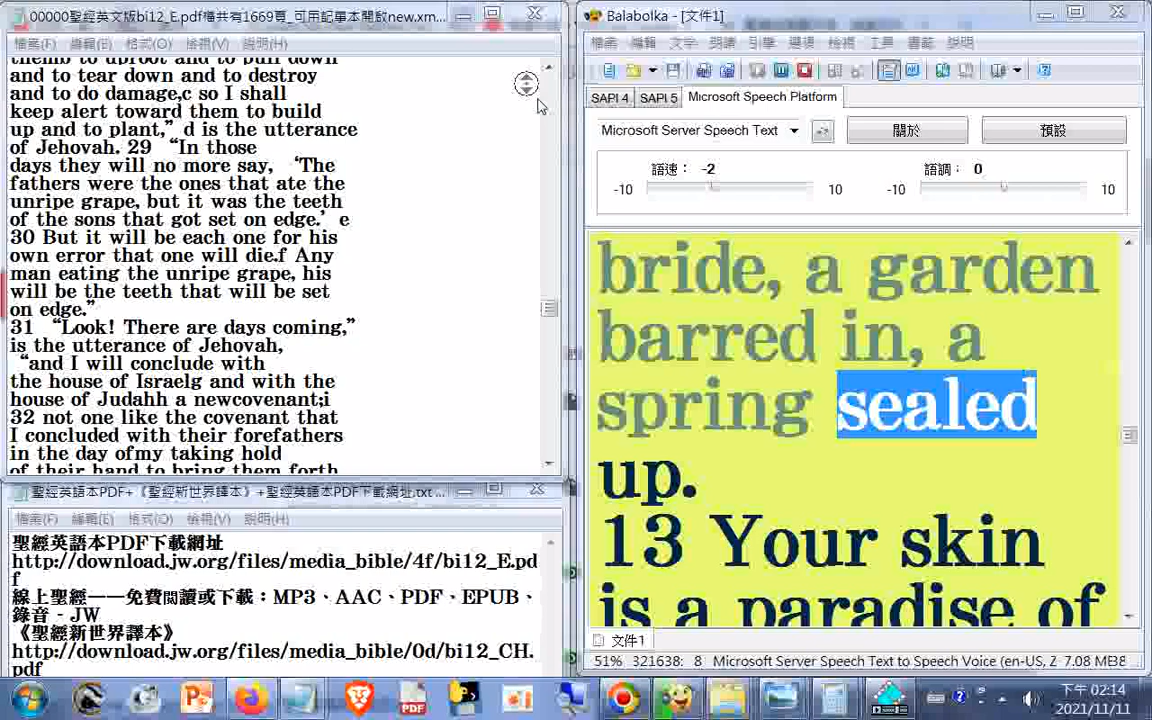 00000聖經英文版bi12_E.pdf檔共有1669頁_可用記事本開啟new.xm...
檔案(F) 編輯(E) 格式(O) 檢視(V) 說明(H)
themb to uproot and to pull down
and to tear down and to destroy
and to do damage,c so I shall
keep alert toward them to build
up and to plant,” d is the utterance
of Jehovah. 29 “In those
days they will no more say, ‘The
fathers were the ones that ate the
unripe grape, but it was the teeth
of the sons that got set on edge.’ e
30 But it will be each one for his
own error that one will die.f Any
man eating the unripe grape, his
will be the teeth that will be set
on edge.”
31 “Look! There are days coming,”
is the utterance of Jehovah,
“and I will conclude with
the house of Israelg and with the
house of Judahh a newcovenant;i
32 not one like the covenant that
I concluded with their forefathers
in the day ofmy taking hold
of their hand to bring them forth
聖經英語本PDF+《聖經新世界譯本》+聖經英語本PDF下載網址.txt ...
檔案(F) 編輯(E) 格式(O) 檢視(V) 說明(H)
聖經英語本PDF下載網址
http://download.jw.org/files/media_bible/4f/bi12_E.pd
f
線上聖經——免費閱讀或下載：MP3、AAC、PDF、EPUB、
錄音 - JW
《聖經新世界譯本》
http://download.jw.org/files/media_bible/0d/bi12_CH.
pdf
Balabolka - [文件1]
檔案 編輯 文字 朗讀 引擎 選項 檢視 工具 書籤 說明
SAPI 4 SAPI 5 Microsoft Speech Platform
Microsoft Server Speech Text 關於 預設
語速： -2 語調： 0
-10 10 -10 10
bride, a garden
barred in, a
spring sealed
up.
13 Your skin
is a paradise of
文件1
51% 321638: 8 Microsoft Server Speech Text to Speech Voice (en-US, Z 7.08 MB
下午 02:14
2021/11/11